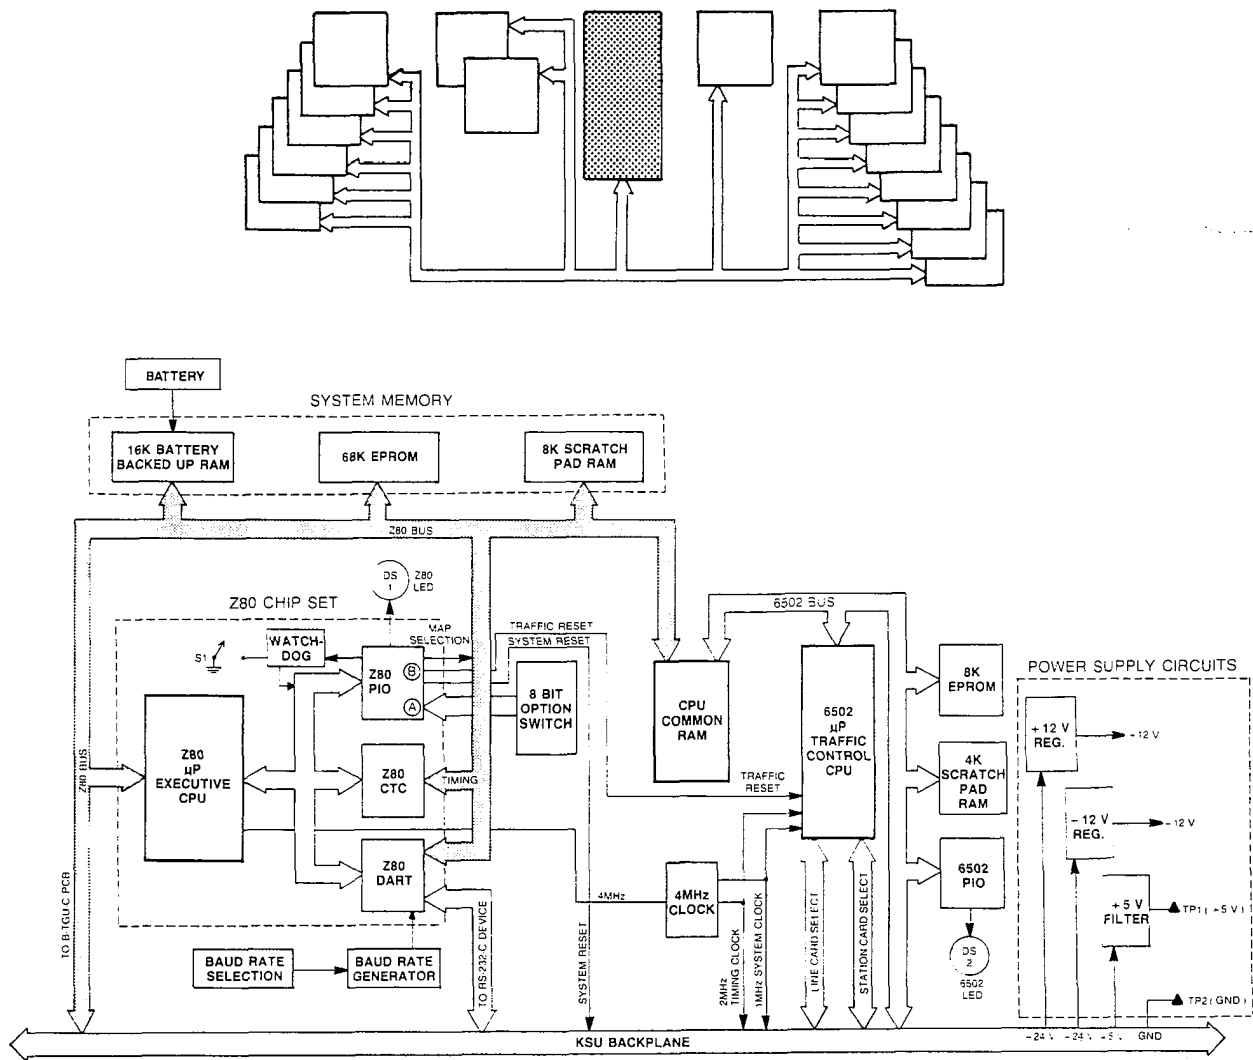 BATTERY
SYSTEM MEMORY
16K BATTERY
BACKED UP RAM
68K EPROM
8K SCRATCH
PAD RAM
Z80 BUS
DS
1
Z80
LED
Z80 CHIP SET
MAP
SELECTION
TRAFFIC RESET
SYSTEM RESET
6502 BUS
S1
WATCH-
DOG
Z80
PIO
B
A
8 BIT
OPTION
SWITCH
CPU
COMMON
RAM
6502
µP
TRAFFIC
CONTROL
CPU
8K
EPROM
POWER SUPPLY CIRCUITS
+12 V
REG.
-12 V
Z80 BUS
Z80
µP
EXECUTIVE
CPU
Z80
CTC
TIMING
TRAFFIC
RESET
4K
SCRATCH
PAD
RAM
-12 V
REG.
-12 V
Z80
DART
4MHz
4MHz
CLOCK
6502
PIO
+5 V
FILTER
TP1 (+5 V)
TO B-TGU C PCB
BAUD RATE
SELECTION
BAUD RATE
GENERATOR
TO RS-232-C DEVICE
SYSTEM RESET
2MHz
TIMING CLOCK
1MHz SYSTEM CLOCK
LINE CARD SELECT
STATION CARD SELECT
DS
2
6502
LED
TP2 (GND)
KSU BACKPLANE
GND